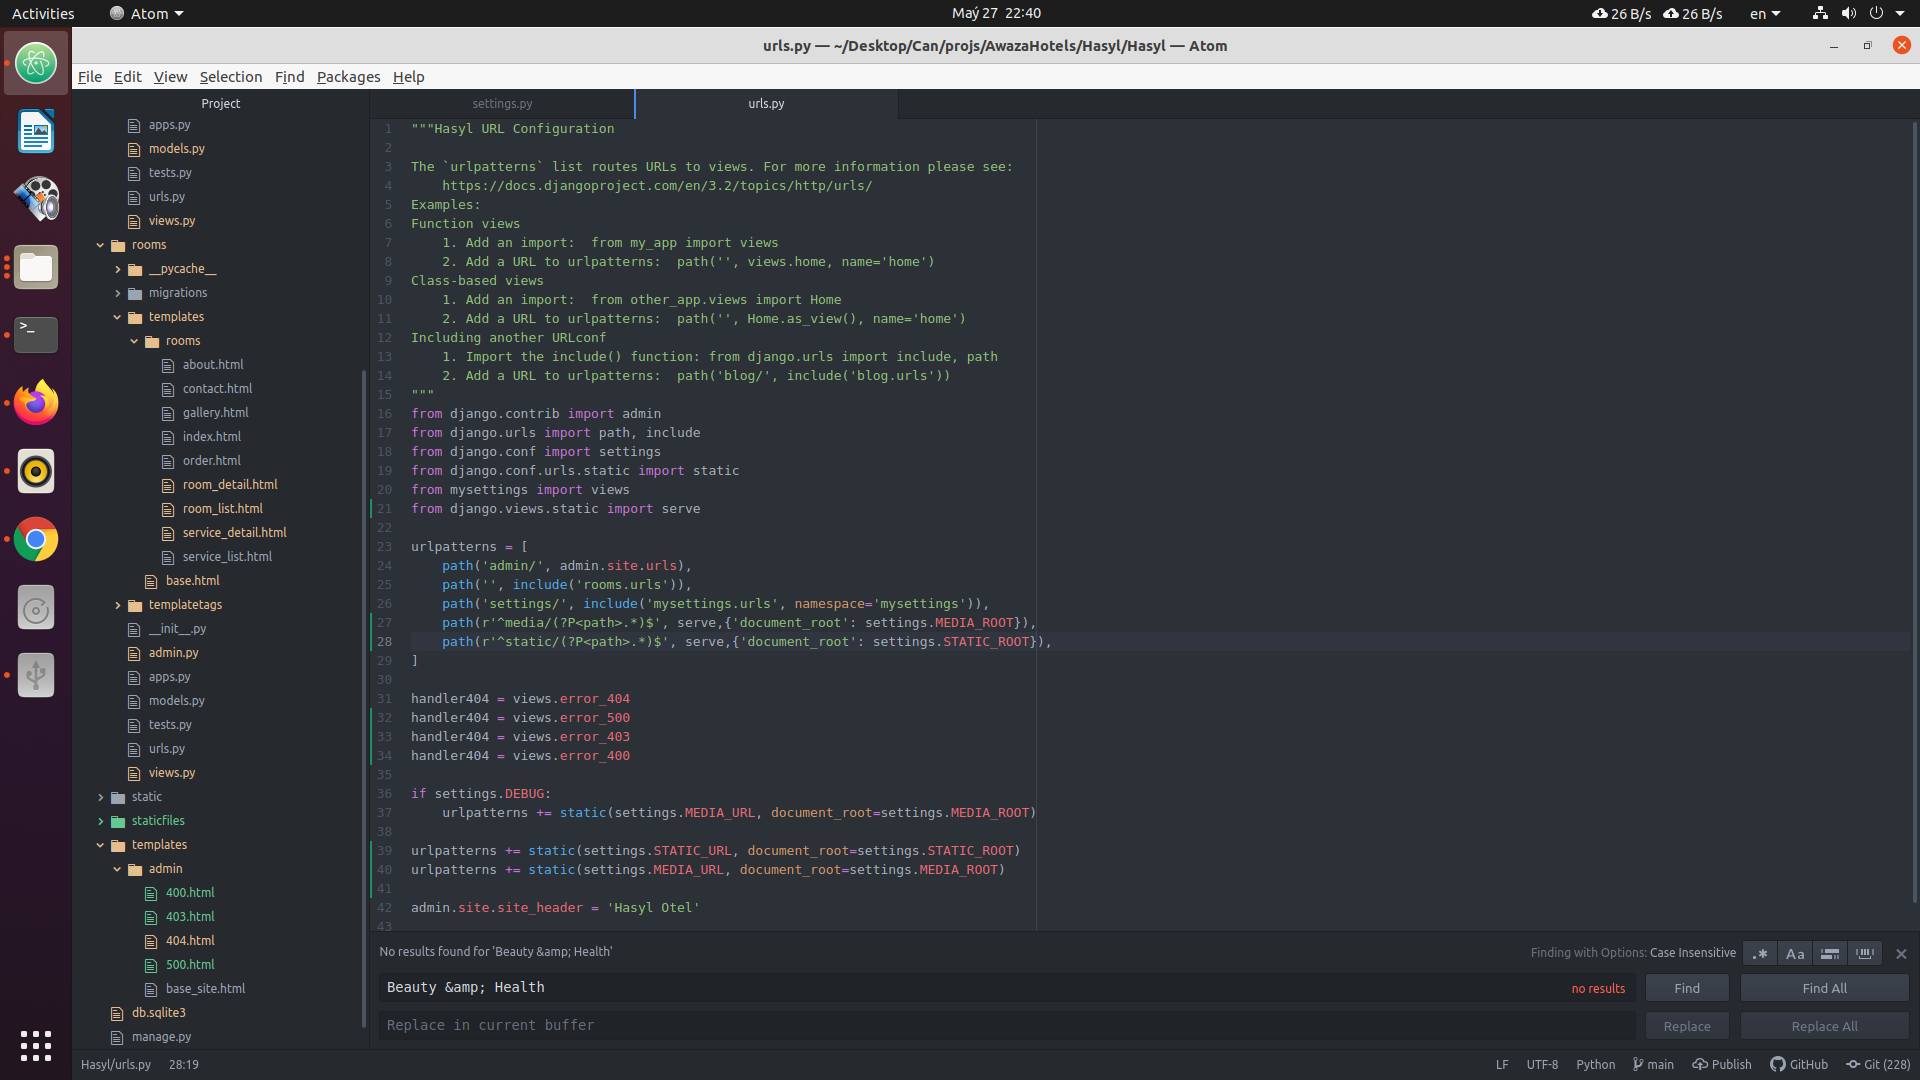 Activities
Atom
Maý 27 22:40
26 B/s
26 B/s
en
urls.py — ~/Desktop/Can/projs/AwazaHotels/Hasyl/Hasyl — Atom
File Edit View Selection Find Packages Help
Project
settings.py
urls.py
apps.py
models.py
tests.py
urls.py
views.py
rooms
__pycache__
migrations
templates
rooms
about.html
contact.html
gallery.html
index.html
order.html
room_detail.html
room_list.html
service_detail.html
service_list.html
base.html
templatetags
__init__.py
admin.py
apps.py
models.py
tests.py
urls.py
views.py
static
staticfiles
templates
admin
400.html
403.html
404.html
500.html
base_site.html
db.sqlite3
manage.py
1 """Hasyl URL Configuration
2
3 The `urlpatterns` list routes URLs to views. For more information please see:
4     https://docs.djangoproject.com/en/3.2/topics/http/urls/
5 Examples:
6 Function views
7     1. Add an import:  from my_app import views
8     2. Add a URL to urlpatterns:  path('', views.home, name='home')
9 Class-based views
10     1. Add an import:  from other_app.views import Home
11     2. Add a URL to urlpatterns:  path('', Home.as_view(), name='home')
12 Including another URLconf
13     1. Import the include() function: from django.urls import include, path
14     2. Add a URL to urlpatterns:  path('blog/', include('blog.urls'))
15 """
16 from django.contrib import admin
17 from django.urls import path, include
18 from django.conf import settings
19 from django.conf.urls.static import static
20 from mysettings import views
21 from django.views.static import serve
22
23 urlpatterns = [
24     path('admin/', admin.site.urls),
25     path('', include('rooms.urls')),
26     path('settings/', include('mysettings.urls', namespace='mysettings')),
27     path(r'^media/(?P<path>.*)$', serve,{'document_root': settings.MEDIA_ROOT}),
28     path(r'^static/(?P<path>.*)$', serve,{'document_root': settings.STATIC_ROOT}),
29 ]
30
31 handler404 = views.error_404
32 handler404 = views.error_500
33 handler404 = views.error_403
34 handler404 = views.error_400
35
36 if settings.DEBUG:
37     urlpatterns += static(settings.MEDIA_URL, document_root=settings.MEDIA_ROOT)
38
39 urlpatterns += static(settings.STATIC_URL, document_root=settings.STATIC_ROOT)
40 urlpatterns += static(settings.MEDIA_URL, document_root=settings.MEDIA_ROOT)
41
42 admin.site.site_header = 'Hasyl Otel'
43
No results found for 'Beauty &amp; Health'
Finding with Options: Case Insensitive
.* Aa
Beauty &amp; Health
no results
Find
Find All
Replace in current buffer
Replace
Replace All
Hasyl/urls.py 28:19
LF UTF-8 Python main Publish GitHub Git (228)